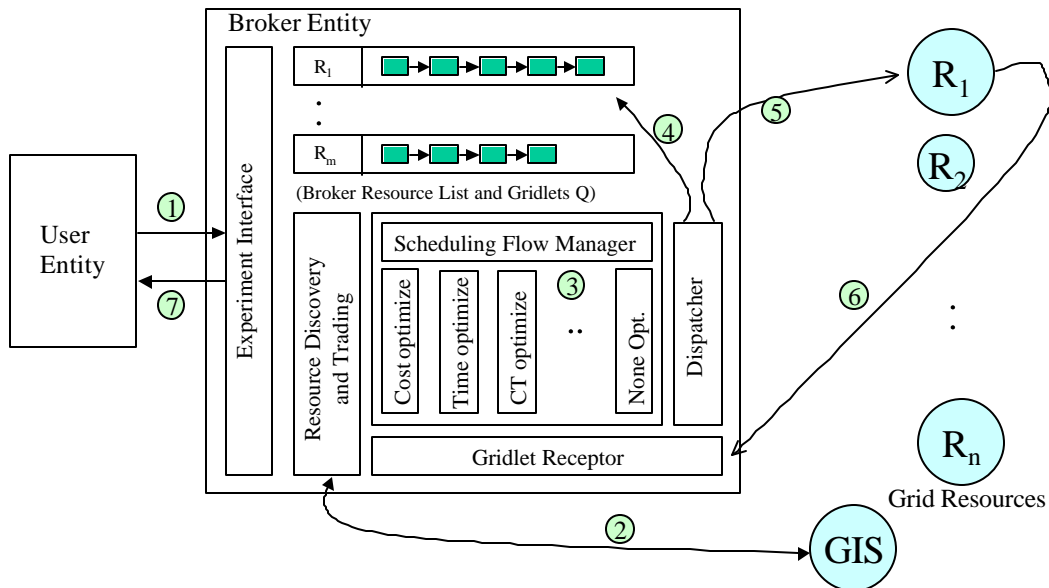 Broker Entity
R1
.
.
Rm
(Broker Resource List and Gridlets Q)
User
Entity
1
7
Experiment Interface
Resource Discovery
and Trading
Scheduling Flow Manager
Cost optimize
Time optimize
CT optimize
3
..
None Opt.
Dispatcher
Gridlet Receptor
4
5
6
2
R1
R2
.
.
Rn
Grid Resources
GIS